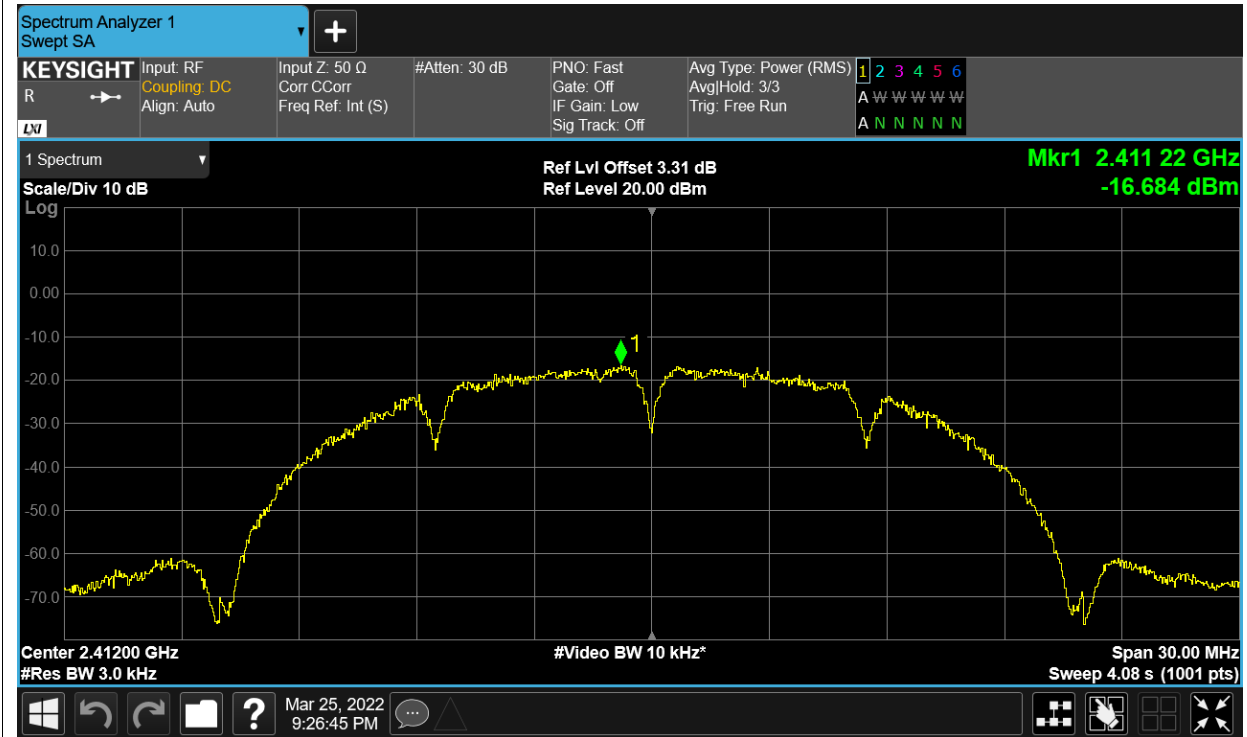 Spectrum Analyzer 1
Swept SA
+
KEYSIGHT
R
LXI
Input: RF
Coupling: DC
Align: Auto
Input Z: 50 Ω
Corr CCorr
Freq Ref: Int (S)
#Atten: 30 dB
PNO: Fast
Gate: Off
IF Gain: Low
Sig Track: Off
Avg Type: Power (RMS)
Avg|Hold: 3/3
Trig: Free Run
1 2 3 4 5 6
A W W W W W
A N N N N N
1 Spectrum
Scale/Div 10 dB
Log
Ref Lvl Offset 3.31 dB
Ref Level 20.00 dBm
Mkr1 2.411 22 GHz
-16.684 dBm
10.0
0.00
-10.0
1
-20.0
-30.0
-40.0
-50.0
-60.0
-70.0
Center 2.41200 GHz
#Res BW 3.0 kHz
#Video BW 10 kHz*
Span 30.00 MHz
Sweep 4.08 s (1001 pts)
?
Mar 25, 2022
9:26:45 PM